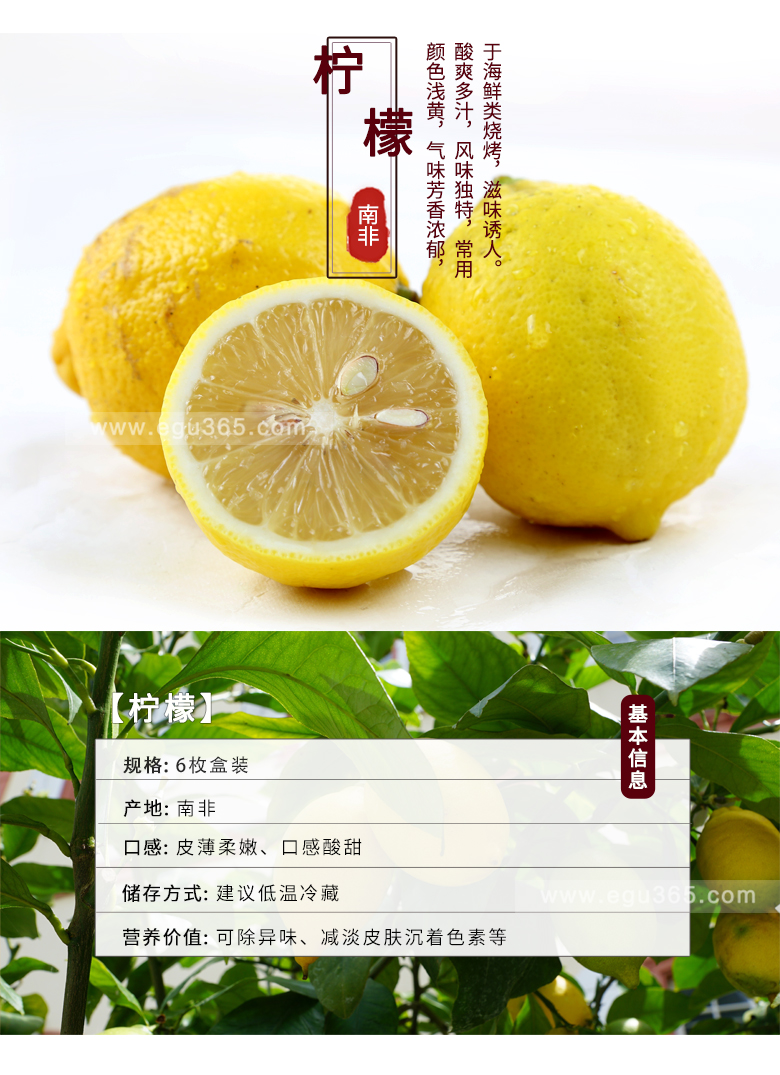 柠檬
南非
于海鲜类烧烤，滋味诱人。
酸爽多汁，风味独特，常用
颜色浅黄，气味芳香浓郁，
www.egu365.com
【柠檬】
基本信息
规格: 6枚盒装
产地: 南非
口感: 皮薄柔嫩、口感酸甜
储存方式: 建议低温冷藏
www.egu365.com
营养价值: 可除异味、减淡皮肤沉着色素等